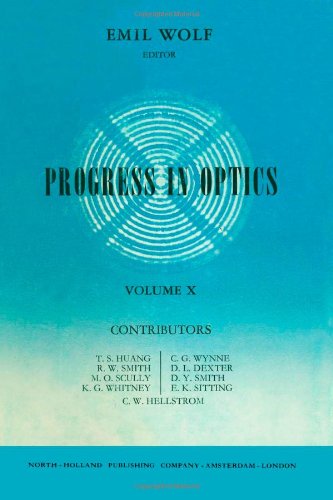 EMIL WOLF
EDITOR
PROGRESS IN OPTICS
VOLUME X
CONTRIBUTORS
T. S. HUANG
R. W. SMITH
M. O. SCULLY
K. G. WHITNEY
C. G. WYNNE
D. L. DEXTER
D. Y. SMITH
E. K. SITTING
C. W. HELLSTROM
NORTH-HOLLAND PUBLISHING COMPANY-AMSTERDAM-LONDON